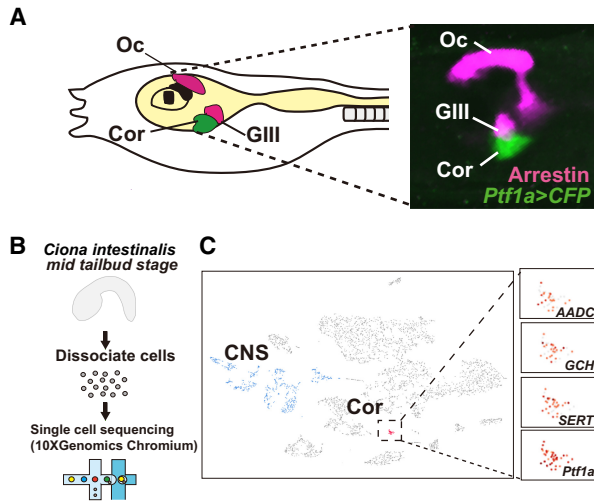 A
Oc
Cor
GIII
Oc
GIII
Cor
Arrestin
Ptf1a>CFP
B
Ciona intestinalis
mid tailbud stage
Dissociate cells
Single cell sequencing
(10XGenomics Chromium)
C
CNS
Cor
AADC
GCH
SERT
Ptf1a